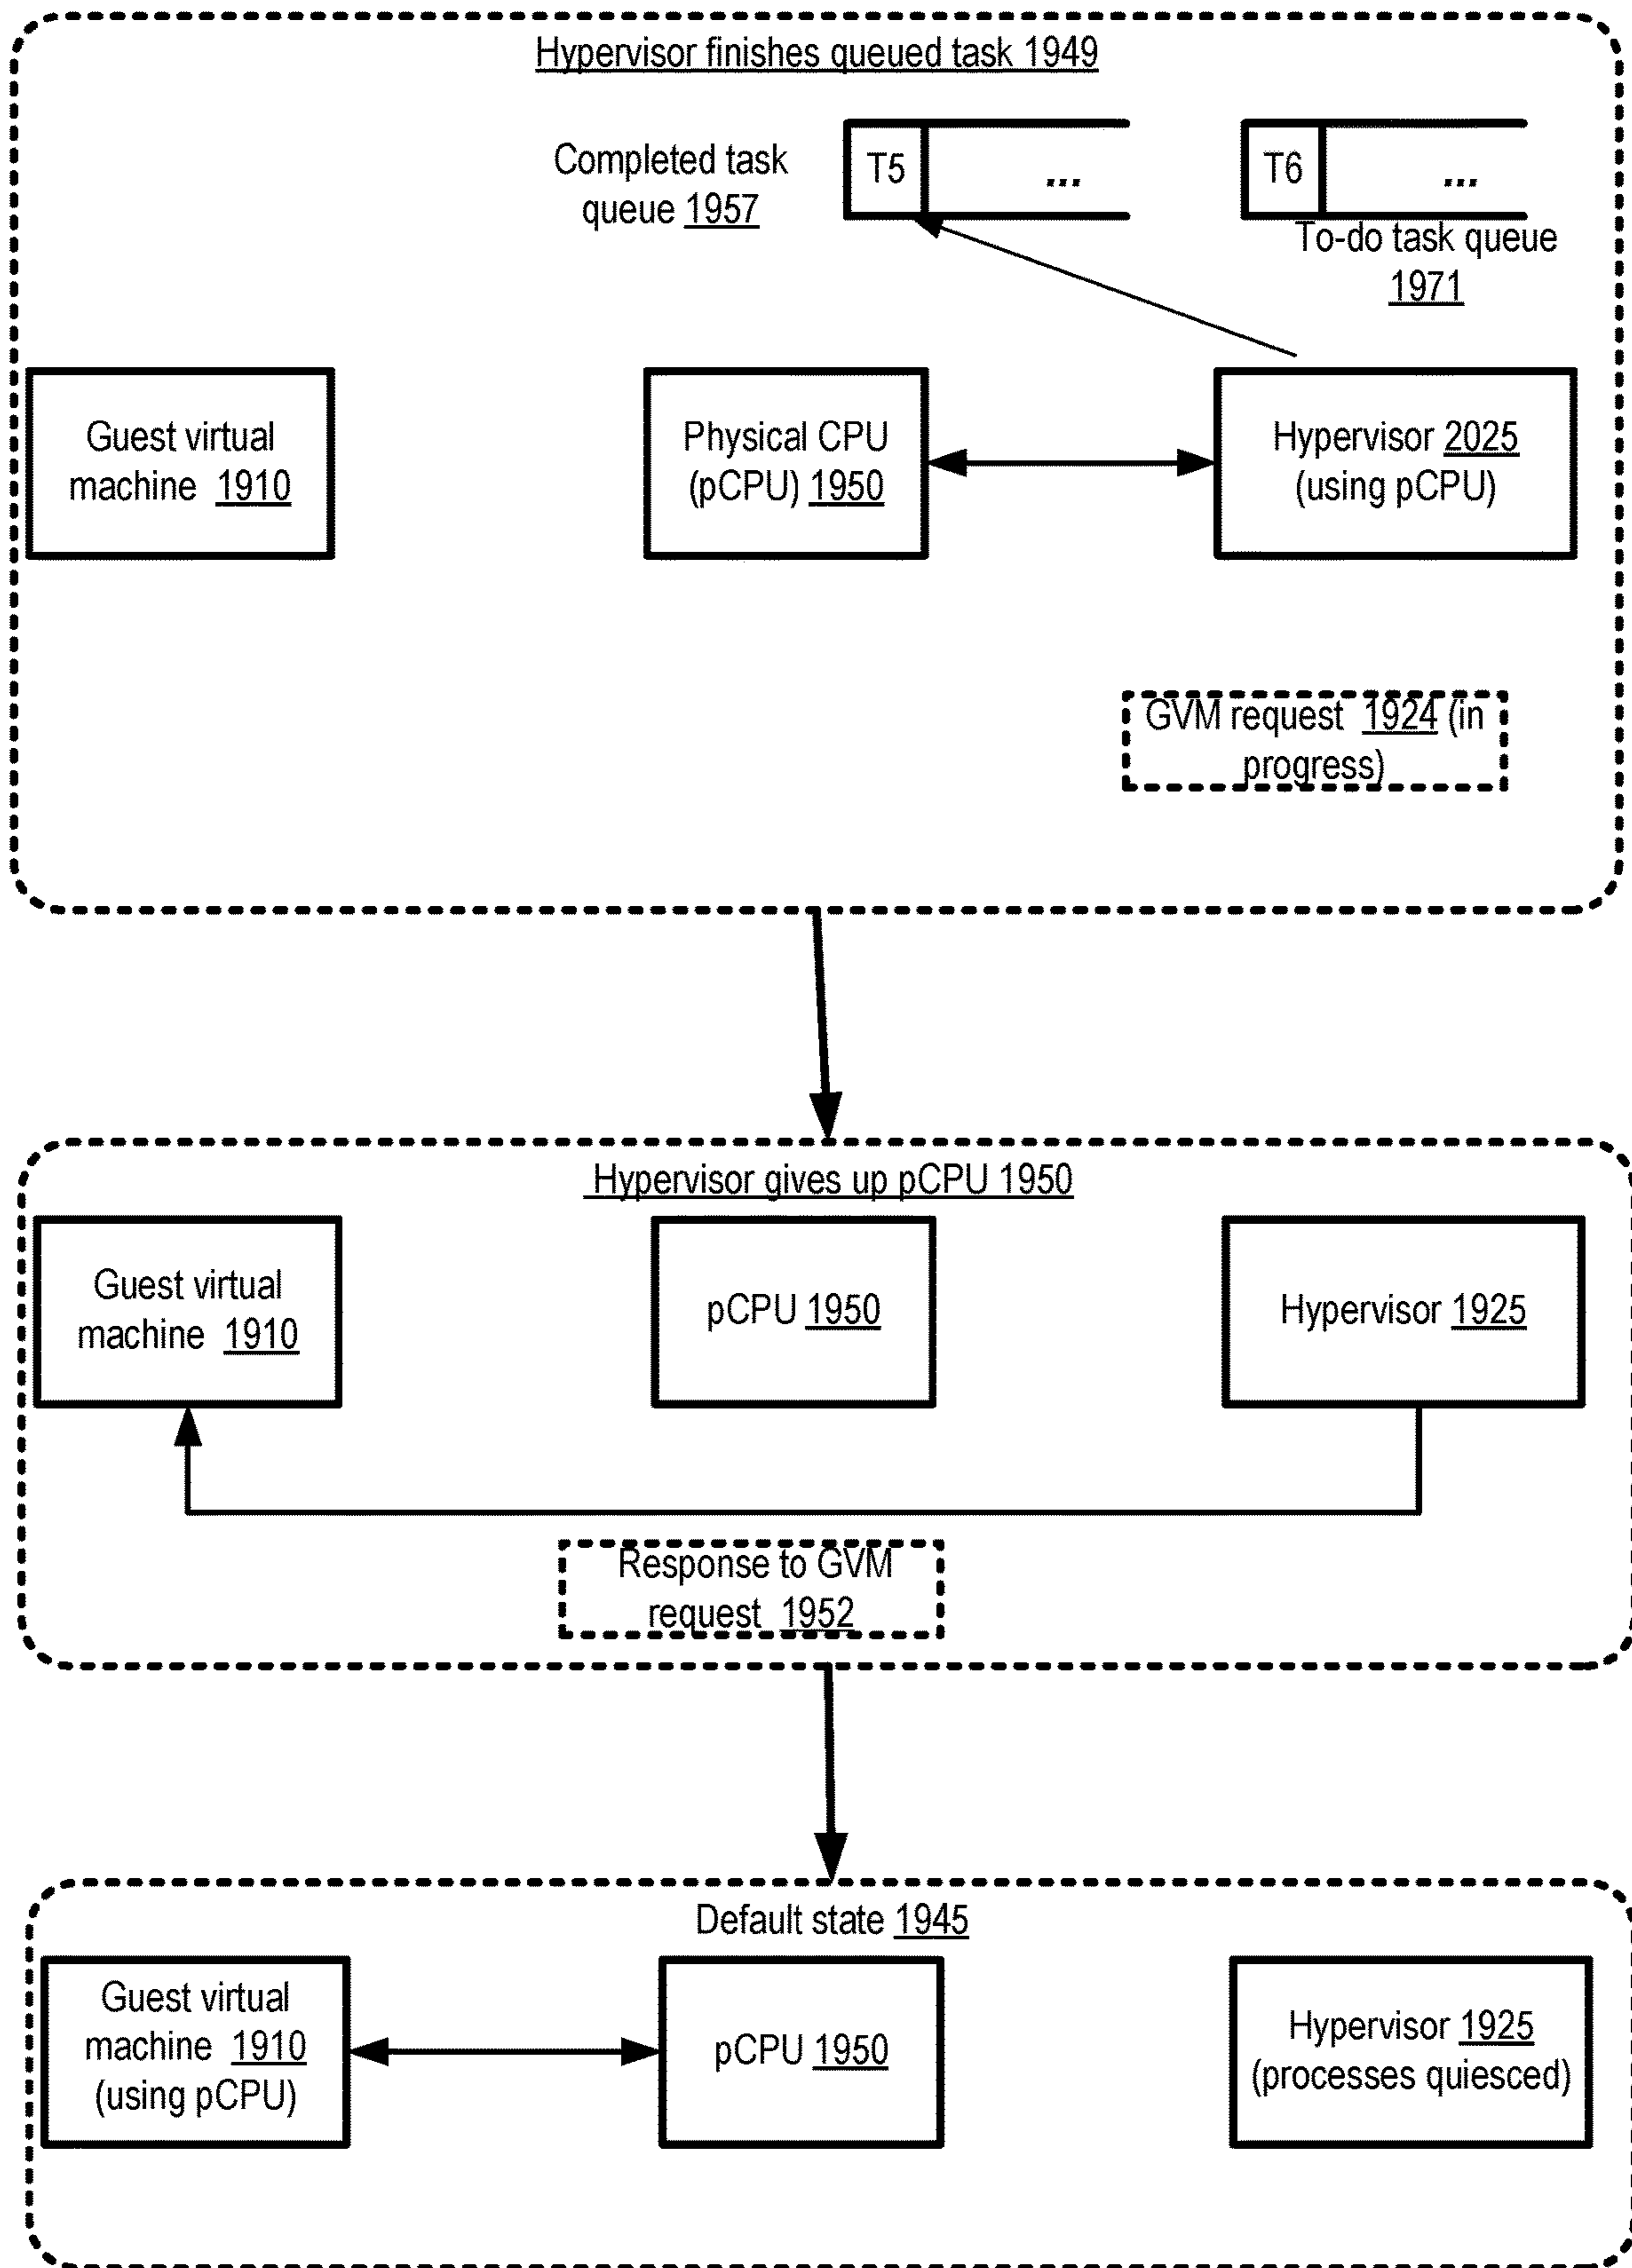 Hypervisor finishes queued task 1949
Completed task
queue 1957
T5
...
T6
...
To-do task queue
1971
Guest virtual
machine 1910
Physical CPU
(pCPU) 1950
Hypervisor 2025
(using pCPU)
GVM request 1924 (in
progress)
Hypervisor gives up pCPU 1950
Guest virtual
machine 1910
pCPU 1950
Hypervisor 1925
Response to GVM
request 1952
Default state 1945
Guest virtual
machine 1910
(using pCPU)
pCPU 1950
Hypervisor 1925
(processes quiesced)